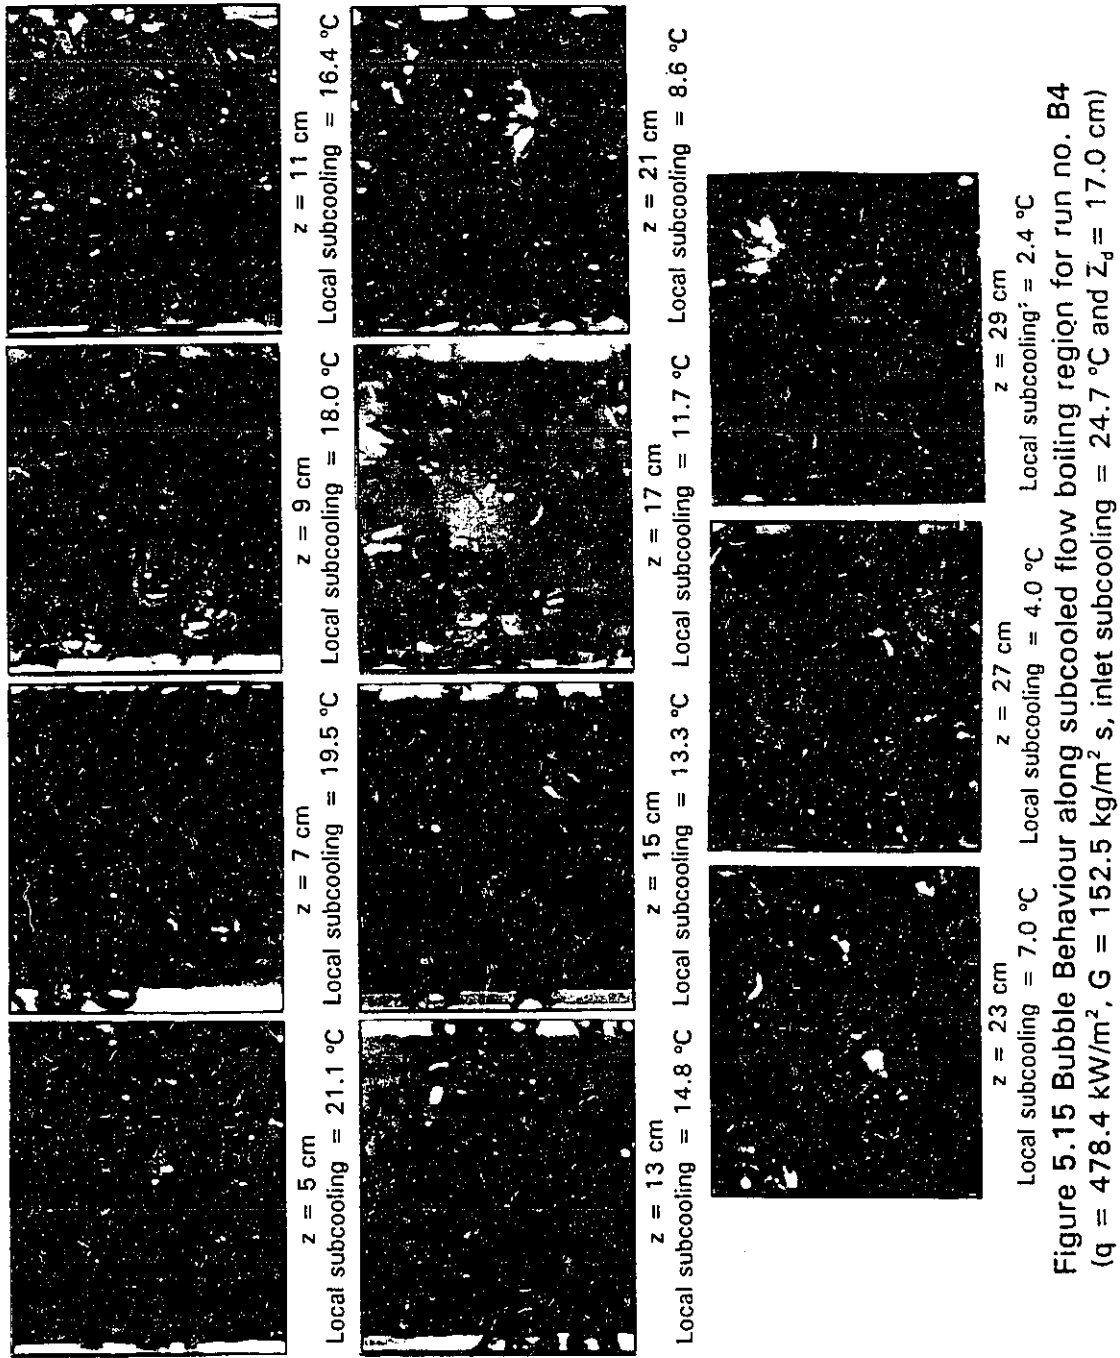 z = 5 cm
Local subcooling = 21.1 °C
z = 7 cm
Local subcooling = 19.5 °C
z = 9 cm
Local subcooling = 18.0 °C
z = 11 cm
Local subcooling = 16.4 °C
z = 13 cm
Local subcooling = 14.8 °C
z = 15 cm
Local subcooling = 13.3 °C
z = 17 cm
Local subcooling = 11.7 °C
z = 21 cm
Local subcooling = 8.6 °C
z = 23 cm
Local subcooling = 7.0 °C
z = 27 cm
Local subcooling = 4.0 °C
z = 29 cm
Local subcooling = 2.4 °C
Figure 5.15 Bubble Behaviour along subcooled flow boiling region for run no. B4
(q = 478.4 kW/m², G = 152.5 kg/m² s, inlet subcooling = 24.7 °C and Z_d = 17.0 cm)